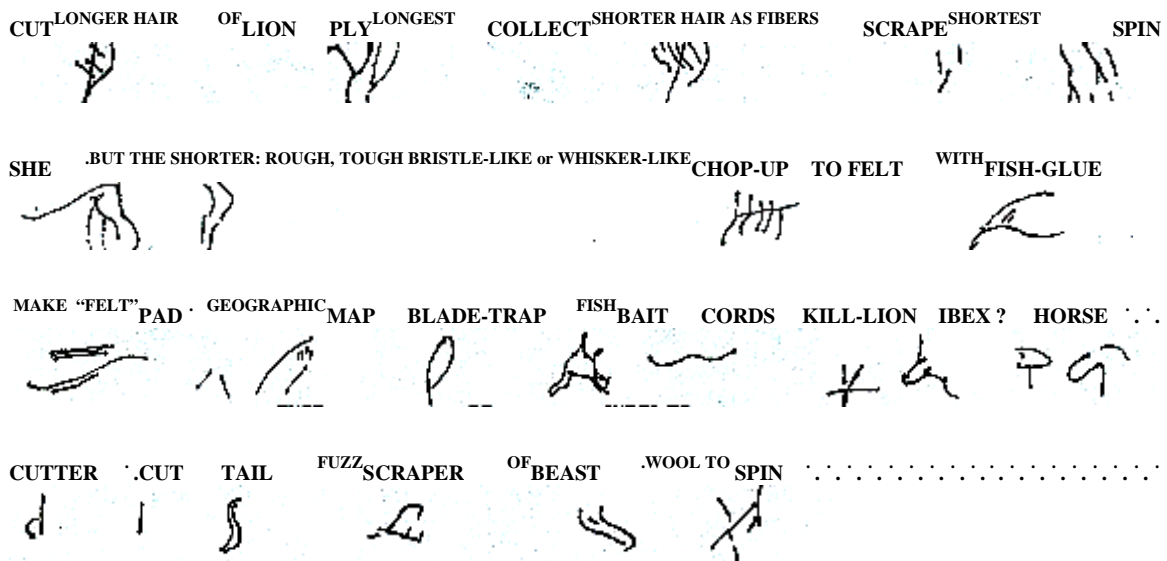 CUT LONGER HAIR OF LION PLY LONGEST COLLECT SHORTER HAIR AS FIBERS SCRAPE SHORTEST SPIN
SHE .BUT THE SHORTER: ROUGH, TOUGH BRISTLE-LIKE or WHISKER-LIKE CHOP-UP TO FELT WITH FISH-GLUE
MAKE “FELT” PAD . GEOGRAPHIC MAP BLADE-TRAP FISH BAIT CORDS KILL-LION IBEX ? HORSE . . .
CUTTER .CUT TAIL FUZZ SCRAPER OF BEAST .WOOL TO SPIN